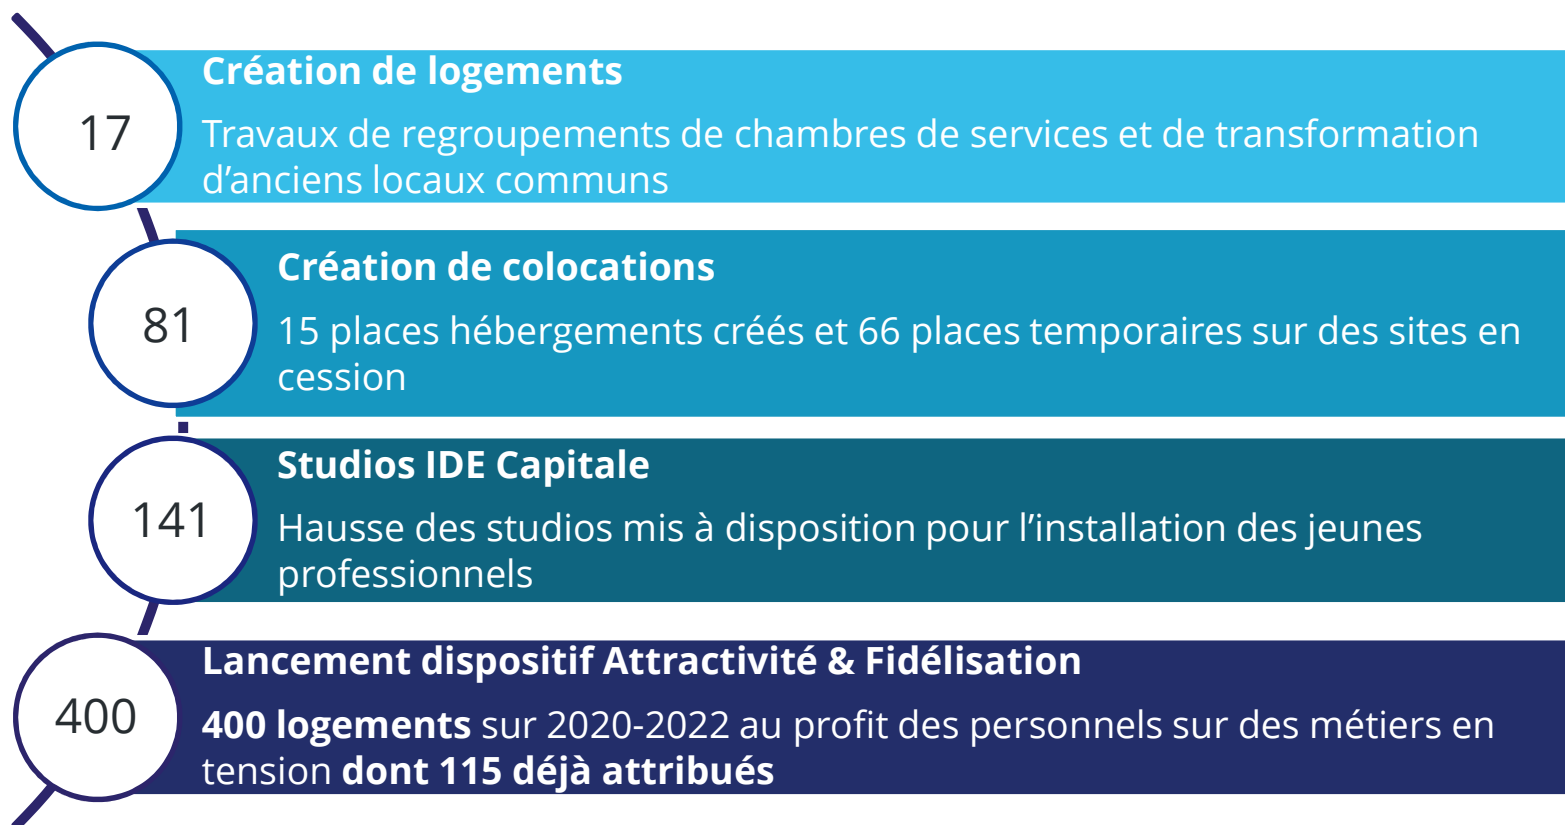 17
Création de logements
Travaux de regroupements de chambres de services et de transformation
d’anciens locaux communs
81
Création de colocations
15 places hébergements créés et 66 places temporaires sur des sites en
cession
141
Studios IDE Capitale
Hausse des studios mis à disposition pour l’installation des jeunes
professionnels
400
Lancement dispositif Attractivité & Fidélisation
400 logements sur 2020-2022 au profit des personnels sur des métiers en
tension dont 115 déjà attribués